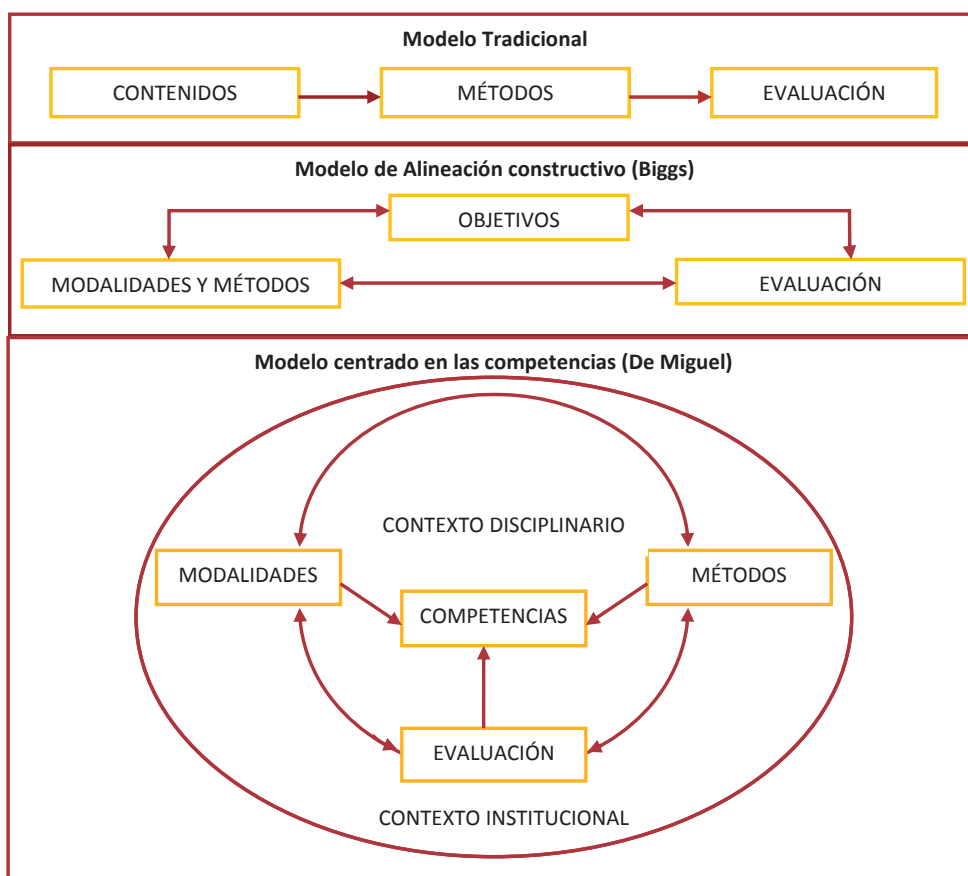 Modelo Tradicional
CONTENIDOS
MÉTODOS
EVALUACIÓN
Modelo de Alineación constructivo (Biggs)
OBJETIVOS
MODALIDADES Y MÉTODOS
EVALUACIÓN
Modelo centrado en las competencias (De Miguel)
CONTEXTO DISCIPLINARIO
MODALIDADES
MÉTODOS
COMPETENCIAS
EVALUACIÓN
CONTEXTO INSTITUCIONAL